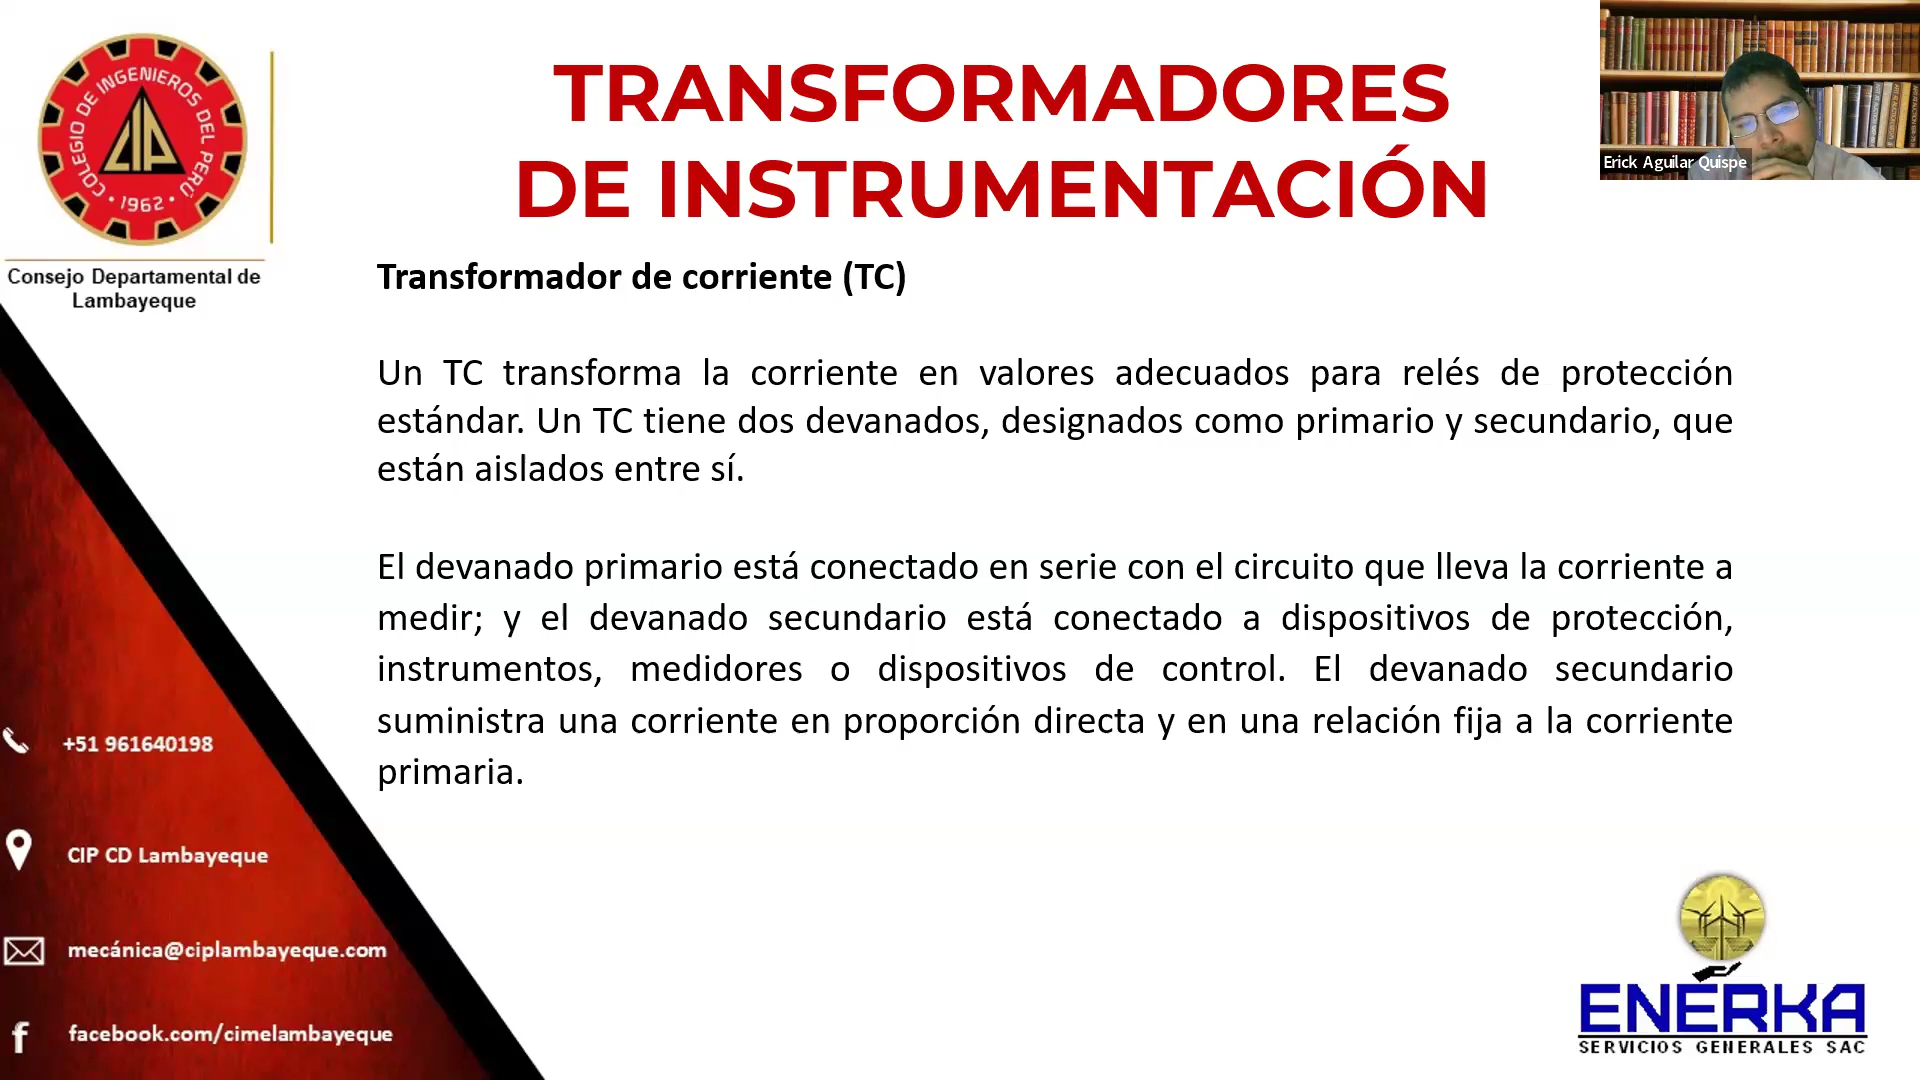 COLEGIO DE INGENIEROS DEL PERÚ
CIP
• 1962 •
Consejo Departamental de
Lambayeque
TRANSFORMADORES
DE INSTRUMENTACIÓN
Erick Aguilar Quispe
Transformador de corriente (TC)
Un TC transforma la corriente en valores adecuados para relés de protección
estándar. Un TC tiene dos devanados, designados como primario y secundario, que
están aislados entre sí.
El devanado primario está conectado en serie con el circuito que lleva la corriente a
medir; y el devanado secundario está conectado a dispositivos de protección,
instrumentos, medidores o dispositivos de control. El devanado secundario
suministra una corriente en proporción directa y en una relación fija a la corriente
primaria.
+51 961640198
CIP CD Lambayeque
mecánica@ciplambayeque.com
facebook.com/cimelambayeque
ENERKA
SERVICIOS GENERALES SAC